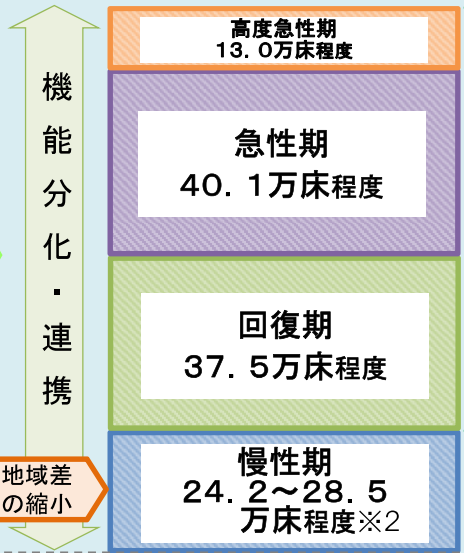 機能分化・連携
地域差
の縮小
高度急性期
13.0万床程度
急性期
40.1万床程度
回復期
37.5万床程度
慢性期
24.2～28.5
万床程度※2